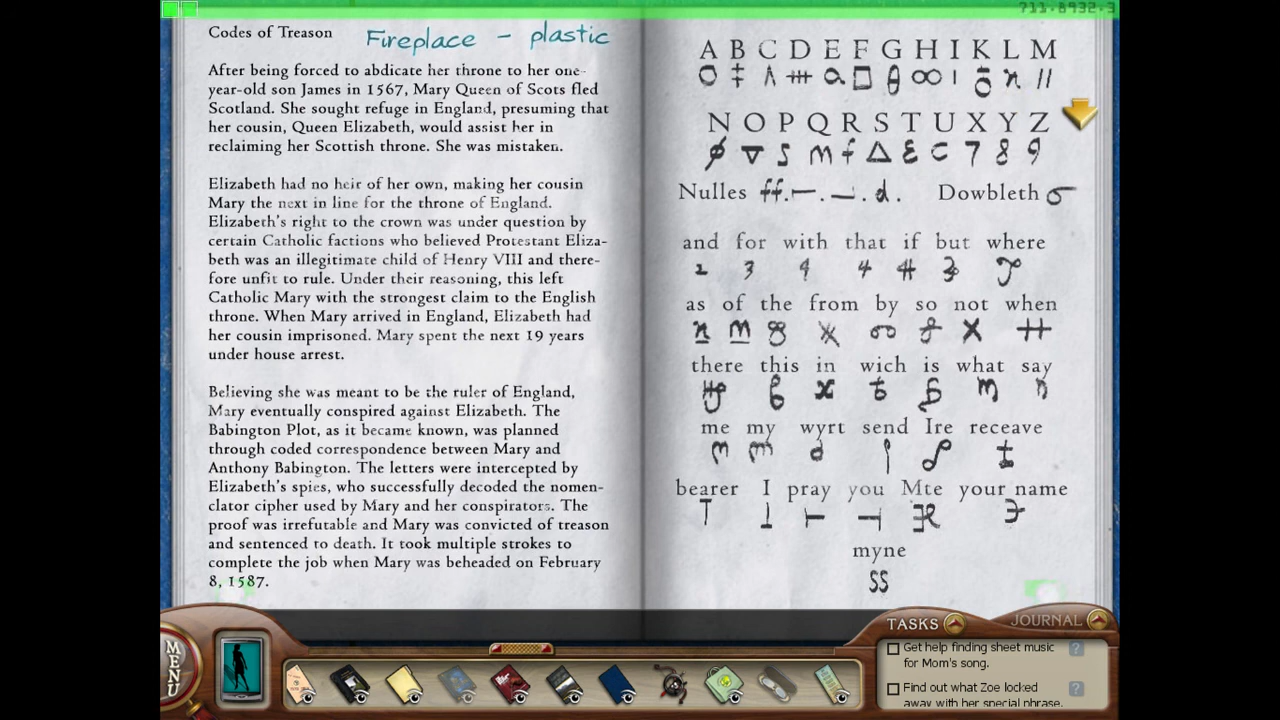 711.8932.3
Codes of Treason
Fireplace - plastic
After being forced to abdicate her throne to her one-
year-old son James in 1567, Mary Queen of Scots fled
Scotland. She sought refuge in England, presuming that
her cousin, Queen Elizabeth, would assist her in
reclaiming her Scottish throne. She was mistaken.
Elizabeth had no heir of her own, making her cousin
Mary the next in line for the throne of England.
Elizabeth's right to the crown was under question by
certain Catholic factions who believed Protestant Eliza-
beth was an illegitimate child of Henry VIII and there-
fore unfit to rule. Under their reasoning, this left
Catholic Mary with the strongest claim to the English
throne. When Mary arrived in England, Elizabeth had
her cousin imprisoned. Mary spent the next 19 years
under house arrest.
Believing she was meant to be the ruler of England,
Mary eventually conspired against Elizabeth. The
Babington Plot, as it became known, was planned
through coded correspondence between Mary and
Anthony Babington. The letters were intercepted by
Elizabeth's spies, who successfully decoded the nomen-
clator cipher used by Mary and her conspirators. The
proof was irrefutable and Mary was convicted of treason
and sentenced to death. It took multiple strokes to
complete the job when Mary was beheaded on February
8, 1587.
A B C D E F G H I K L M
N O P Q R S T U X Y Z
Nulles ff. d. Dowbleth
and for with that if but where
as of the from by so not when
there this in wich is what say
me my wyrt send Ire receave
bearer I pray you Mte your name
myne
MENU
TASKS
JOURNAL
Get help finding sheet music
for Mom's song.
Find out what Zoe locked
away with her special phrase.